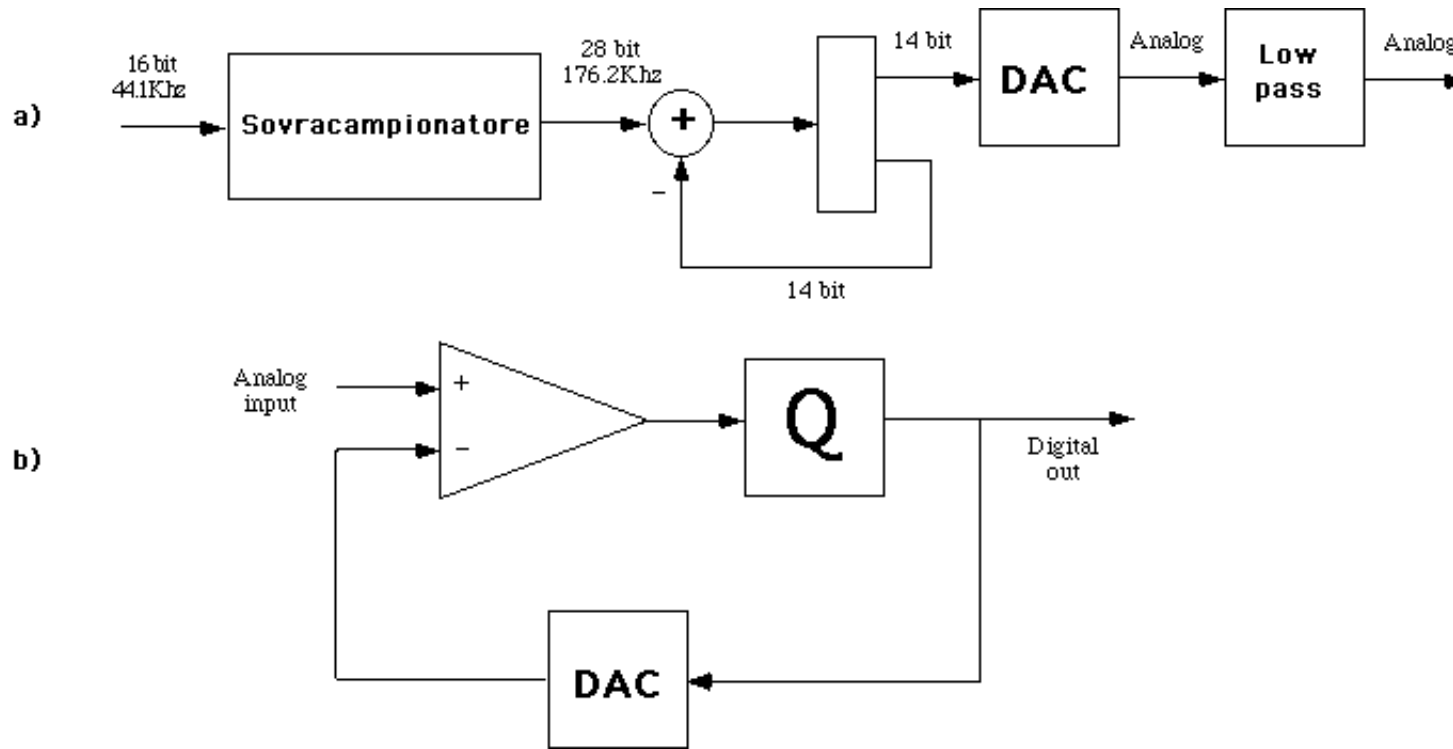 a)
16 bit
44.1Khz
Sovracampionatore
28 bit
176.2Khz
+
−
14 bit
14 bit
DAC
Analog
Low
pass
Analog
b)
Analog
input
+
−
Q
Digital
out
DAC